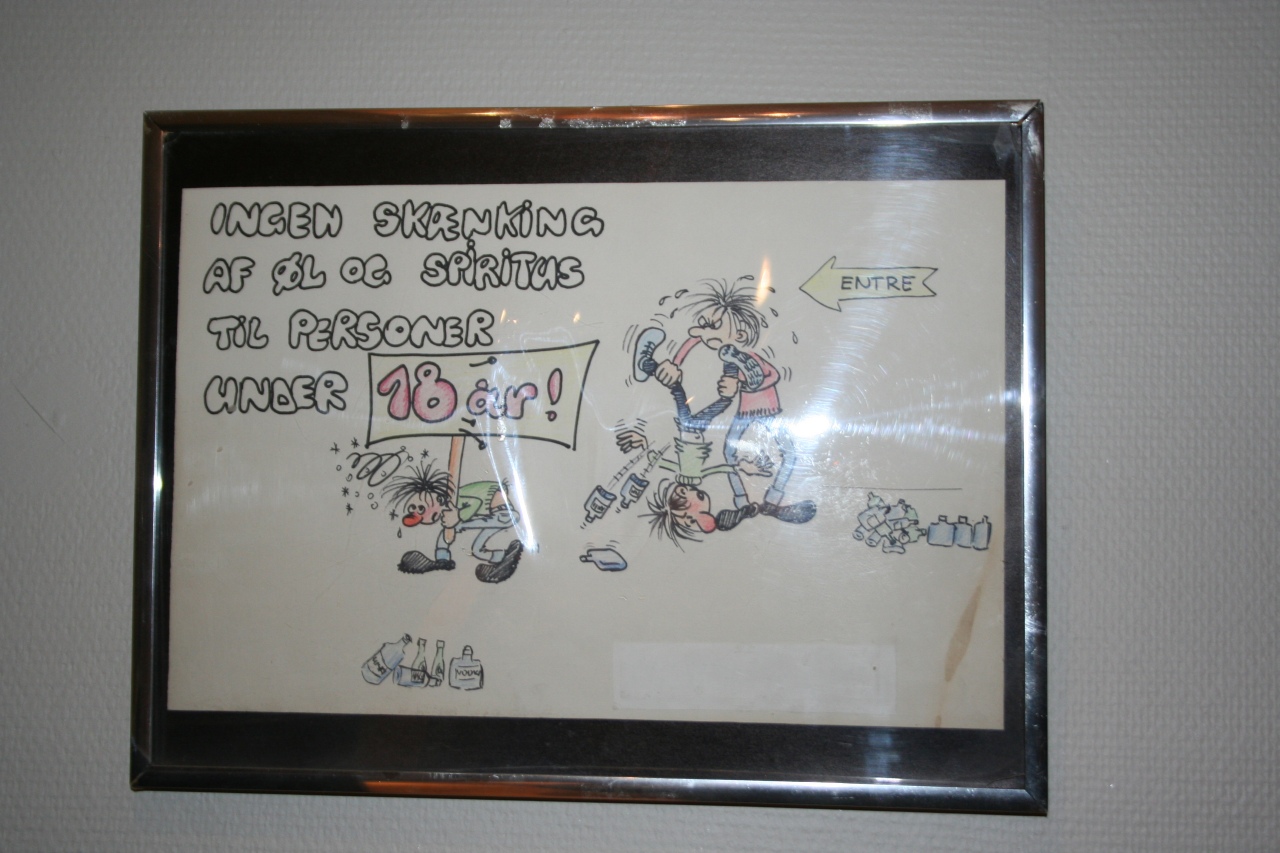 INGEN SKÆNKING
AF ØL OG SPIRITUS
TIL PERSONER
UNDER 18 år!
ENTRE